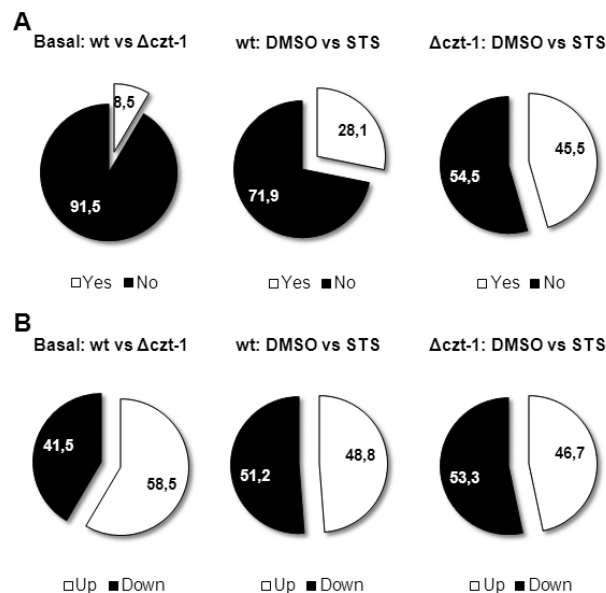 A
Basal: wt vs Δczt-1 wt: DMSO vs STS Δczt-1: DMSO vs STS
8,5
28,1
91,5
71,9
54,5
45,5
□Yes ■No □Yes ■No □Yes ■No
B
Basal: wt vs Δczt-1 wt: DMSO vs STS Δczt-1: DMSO vs STS
41,5
58,5
51,2
48,8
53,3
46,7
□Up ■Down □Up ■Down □Up ■Down